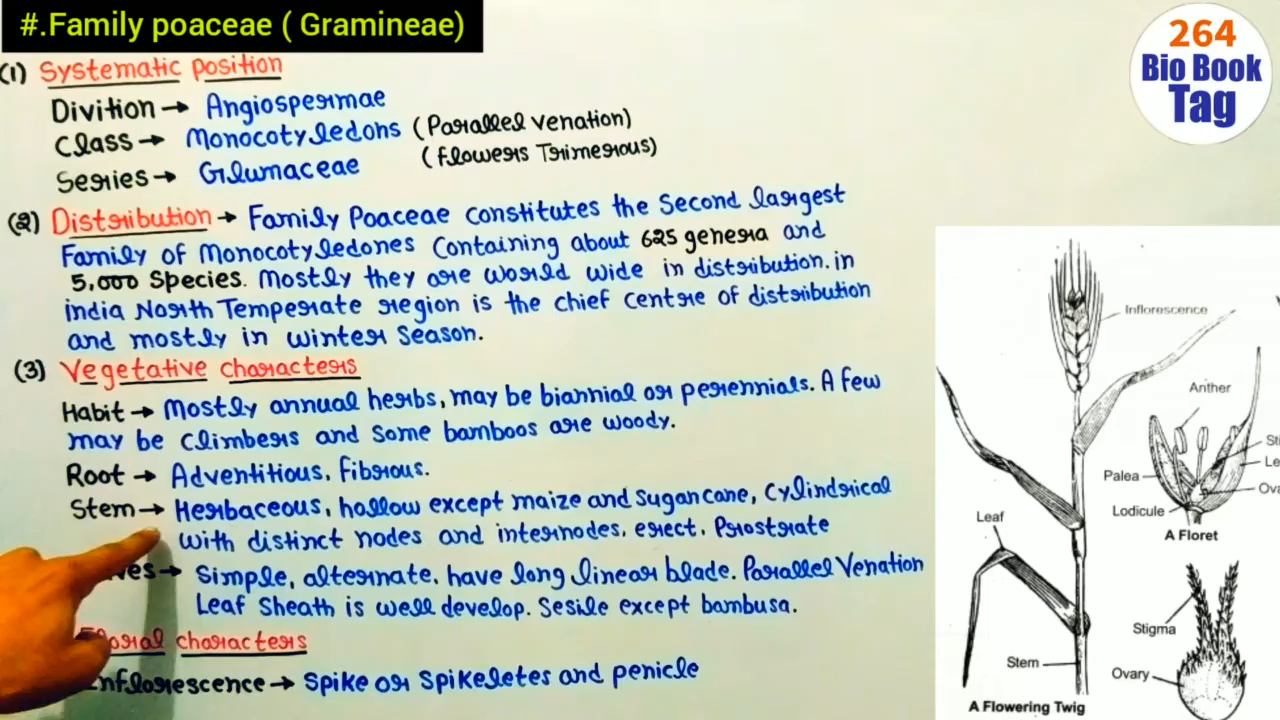 #.Family poaceae ( Gramineae)
264
Bio Book
Tag
(1) Systematic position
Divition → Angiospermae
Class → Monocotyledons (Parallel venation)
(flowers Trimerous)
Series → Glumaceae
(2) Distribution → Family Poaceae constitutes the Second largest
Family of Monocotyledones Containing about 625 genera and
5,000 Species. Mostly they are world wide in distribution. in
india North Temperate region is the chief centre of distribution
and mostly in winter Season.
(3) Vegetative characters
Habit → Mostly annual herbs, may be biannial or perennials. A few
may be climbers and Some bamboos are woody.
Root → Adventitious, Fibrous.
Stem → Herbaceous, hollow except maize and Sugancane, Cylindrical
with distinct nodes and internodes, erect, Prostrate
→ Simple, alternate, have long linear blade. Parallel Venation
Leaf Sheath is well develop. Sesile except bambusa.
characters
Inflorescence → Spike or Spikeletes and penicle
Inflorescence
Anther
Palea
Lodicule
A Floret
Leaf
Stigma
Stem
Ovary
A Flowering Twig